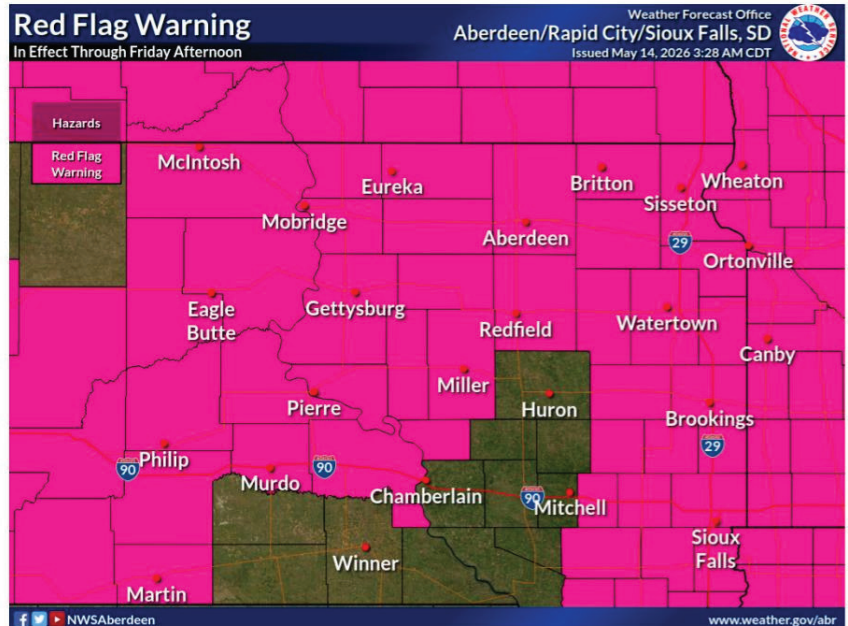 Red Flag Warning
In Effect Through Friday Afternoon
Weather Forecast Office
Aberdeen/Rapid City/Sioux Falls, SD
Issued May 14, 2026 3:28 AM CDT
NATIONAL WEATHER SERVICE
Hazards
Red Flag
Warning
McIntosh
Eureka
Britton
Wheaton
Sisseton
Mobridge
Aberdeen
29
Ortonville
Eagle
Butte
Gettysburg
Redfield
Watertown
Canby
Miller
Pierre
Huron
Brookings
29
Philip
90
90
Murdo
Chamberlain
90
Mitchell
Sioux
Falls
Winner
Martin
NWSAberdeen
www.weather.gov/abr